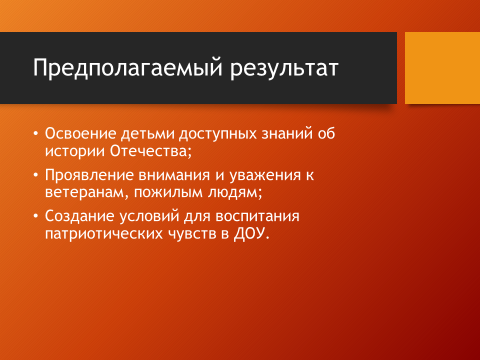 Предполагаемый результат
• Освоение детьми доступных знаний об
истории Отечества;
• Проявление внимания и уважения к
ветеранам, пожилым людям;
• Создание условий для воспитания
патриотических чувств в ДОУ.